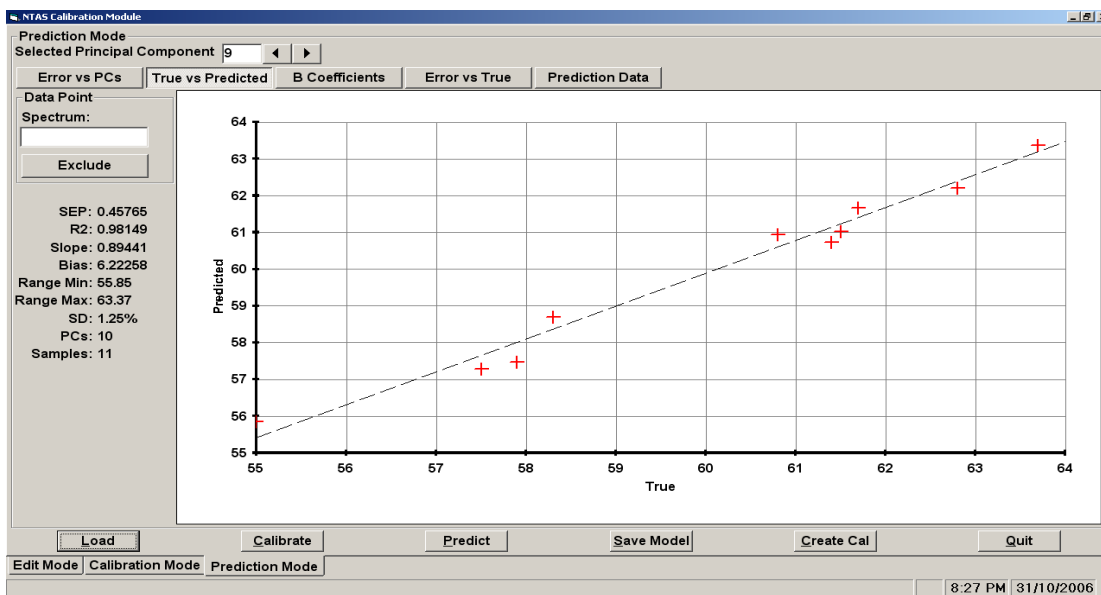 NTAS Calibration Module
Prediction Mode
Selected Principal Component 9
Error vs PCs True vs Predicted B Coefficients Error vs True Prediction Data
Data Point
Spectrum:
Exclude
SEP: 0.45765
R2: 0.98149
Slope: 0.89441
Bias: 6.22258
Range Min: 55.85
Range Max: 63.37
SD: 1.25%
PCs: 10
Samples: 11
64
63
62
61
60
59
58
57
56
55
Predicted
55 56 57 58 59 60 61 62 63 64
True
Load Calibrate Predict Save Model Create Cal Quit
Edit Mode Calibration Mode Prediction Mode
8:27 PM 31/10/2006